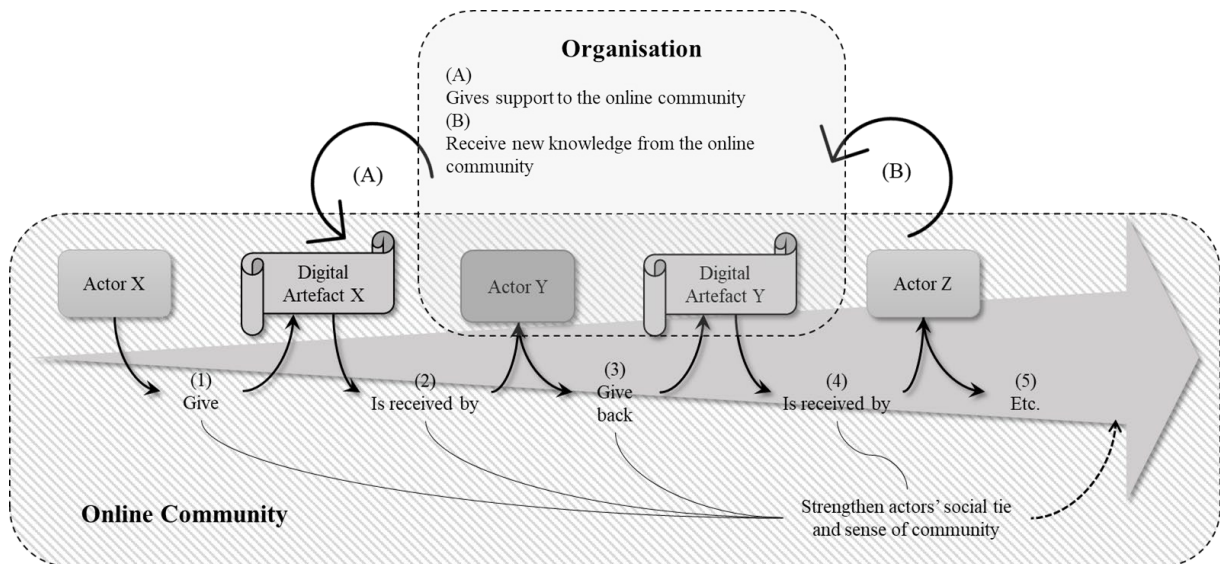 Organisation
(A)
Gives support to the online community
(B)
Receive new knowledge from the online
community
(A)
(B)
Actor X
Digital
Artefact X
Actor Y
Digital
Artefact Y
Actor Z
(1)
Give
(2)
Is received by
(3)
Give
back
(4)
Is received by
(5)
Etc.
Online Community
Strengthen actors’ social tie
and sense of community